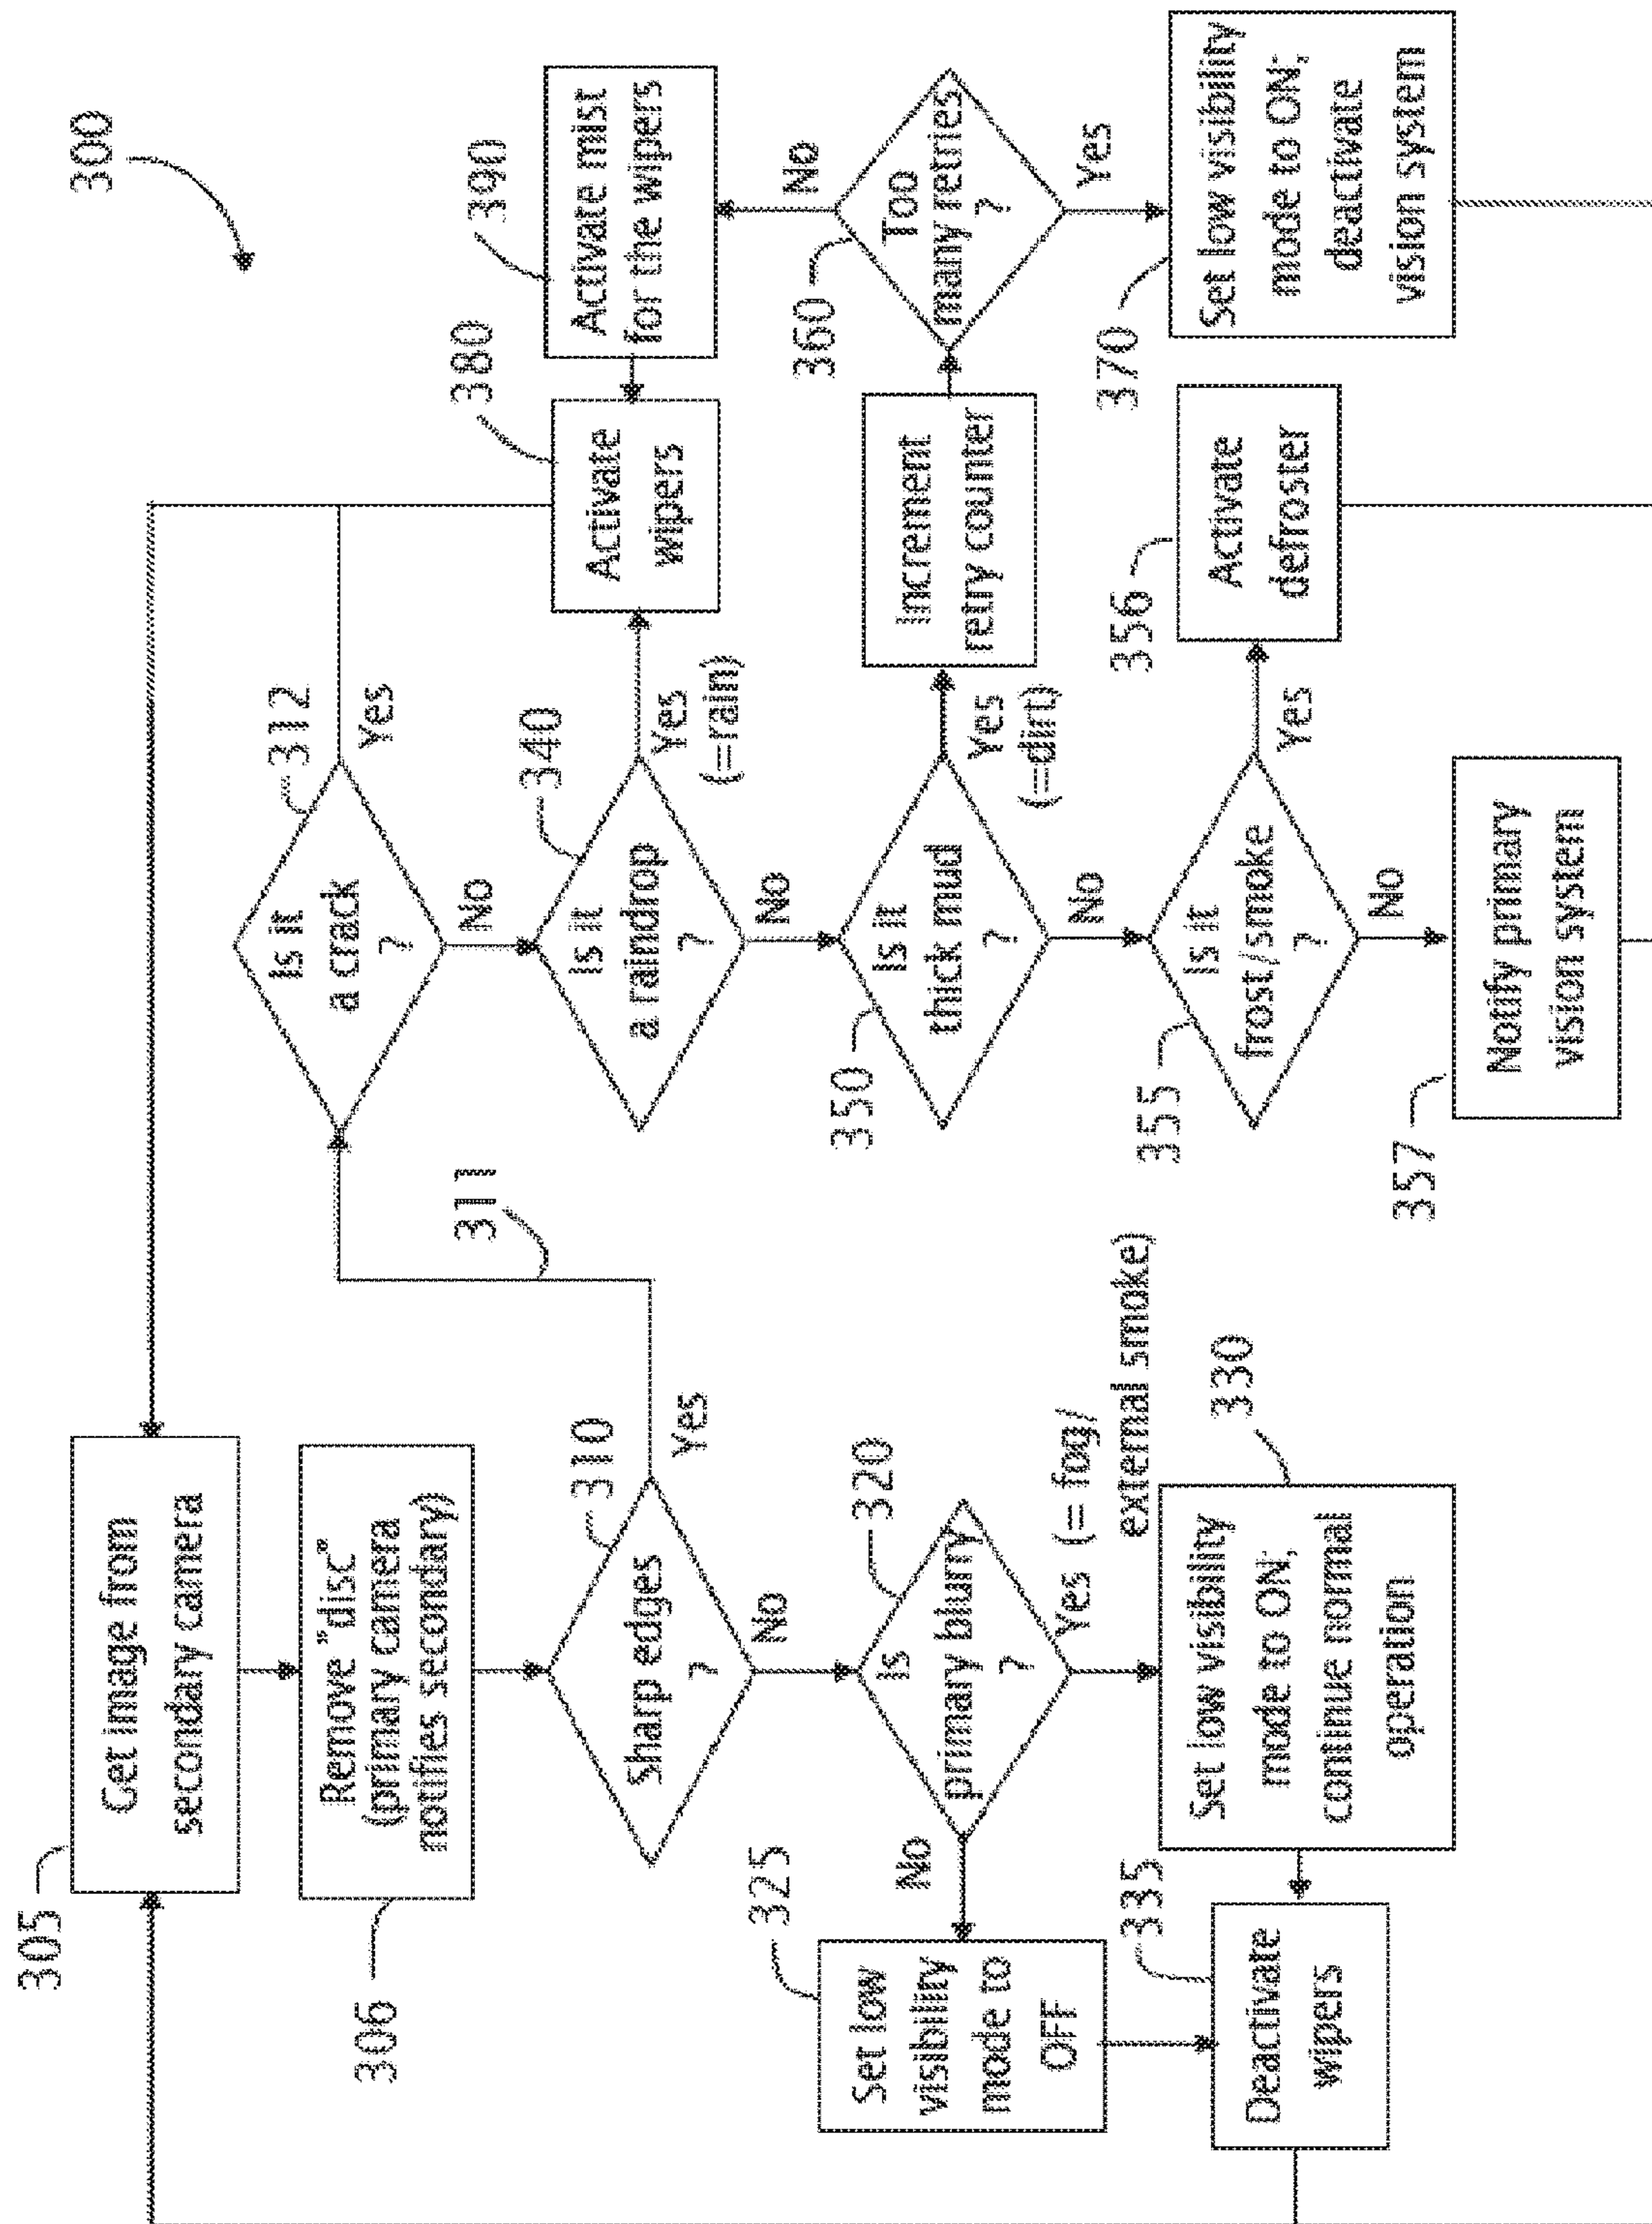 300
305
Get image from
secondary camera
306
Remove "disc"
(primary camera
notifies secondary)
310
Sharp edges
?
Yes
No
311
320
Is
primary blurry
?
No
Yes (= fog/
external smoke)
325
Set low
visibility
mode to
OFF
330
Set low visibility
mode to ON;
continue normal
operation
335
Deactivate
wipers
312
Is it
a crack
?
Yes
No
340
Is it
a raindrop
?
Yes
(=rain)
No
350
Is it
thick mud
?
Yes
(=dirt)
No
355
Is it
frost/smoke
?
Yes
No
357
Notify primary
vision system
356
Activate
defroster
Increment
retry counter
360
Too
many retries
?
No
Yes
370
Set low visibility
mode to ON;
deactivate
vision system
380
Activate
wipers
390
Activate mist
for the wipers